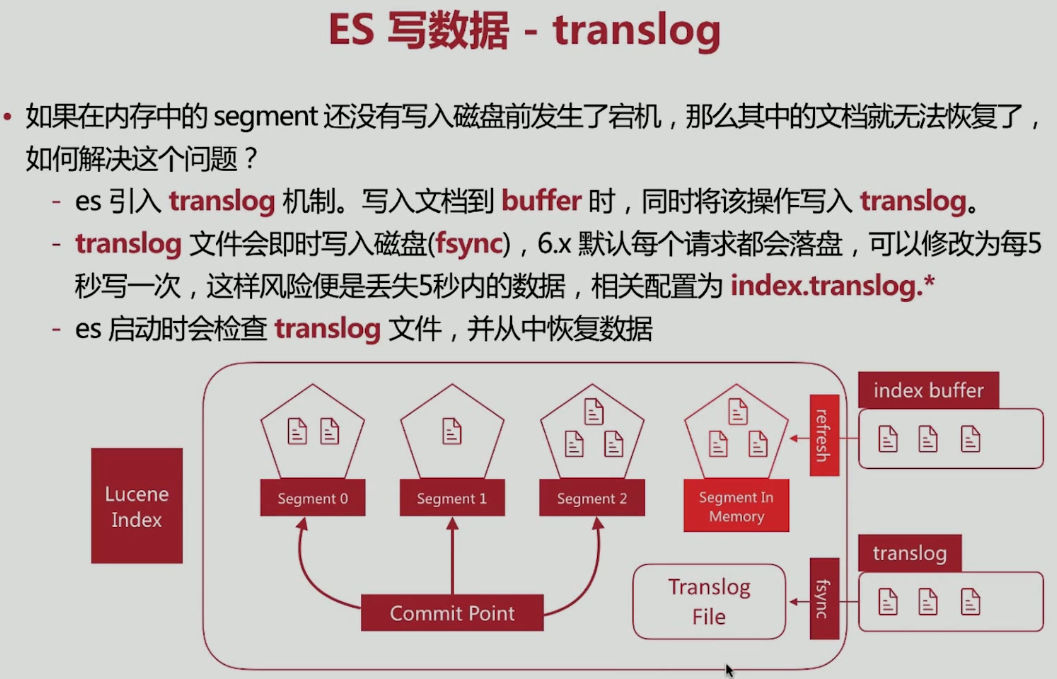 ES 写数据 - translog
• 如果在内存中的 segment 还没有写入磁盘前发生了宕机，那么其中的文档就无法恢复了，
如何解决这个问题？
- es 引入 translog 机制。写入文档到 buffer 时，同时将该操作写入 translog。
- translog 文件会即时写入磁盘(fsync)，6.x 默认每个请求都会落盘，可以修改为每5
秒写一次，这样风险便是丢失5秒内的数据，相关配置为 index.translog.*
- es 启动时会检查 translog 文件，并从中恢复数据
index buffer
refresh
Lucene
Index
Segment 0
Segment 1
Segment 2
Segment In
Memory
translog
Commit Point
Translog
File
fsync